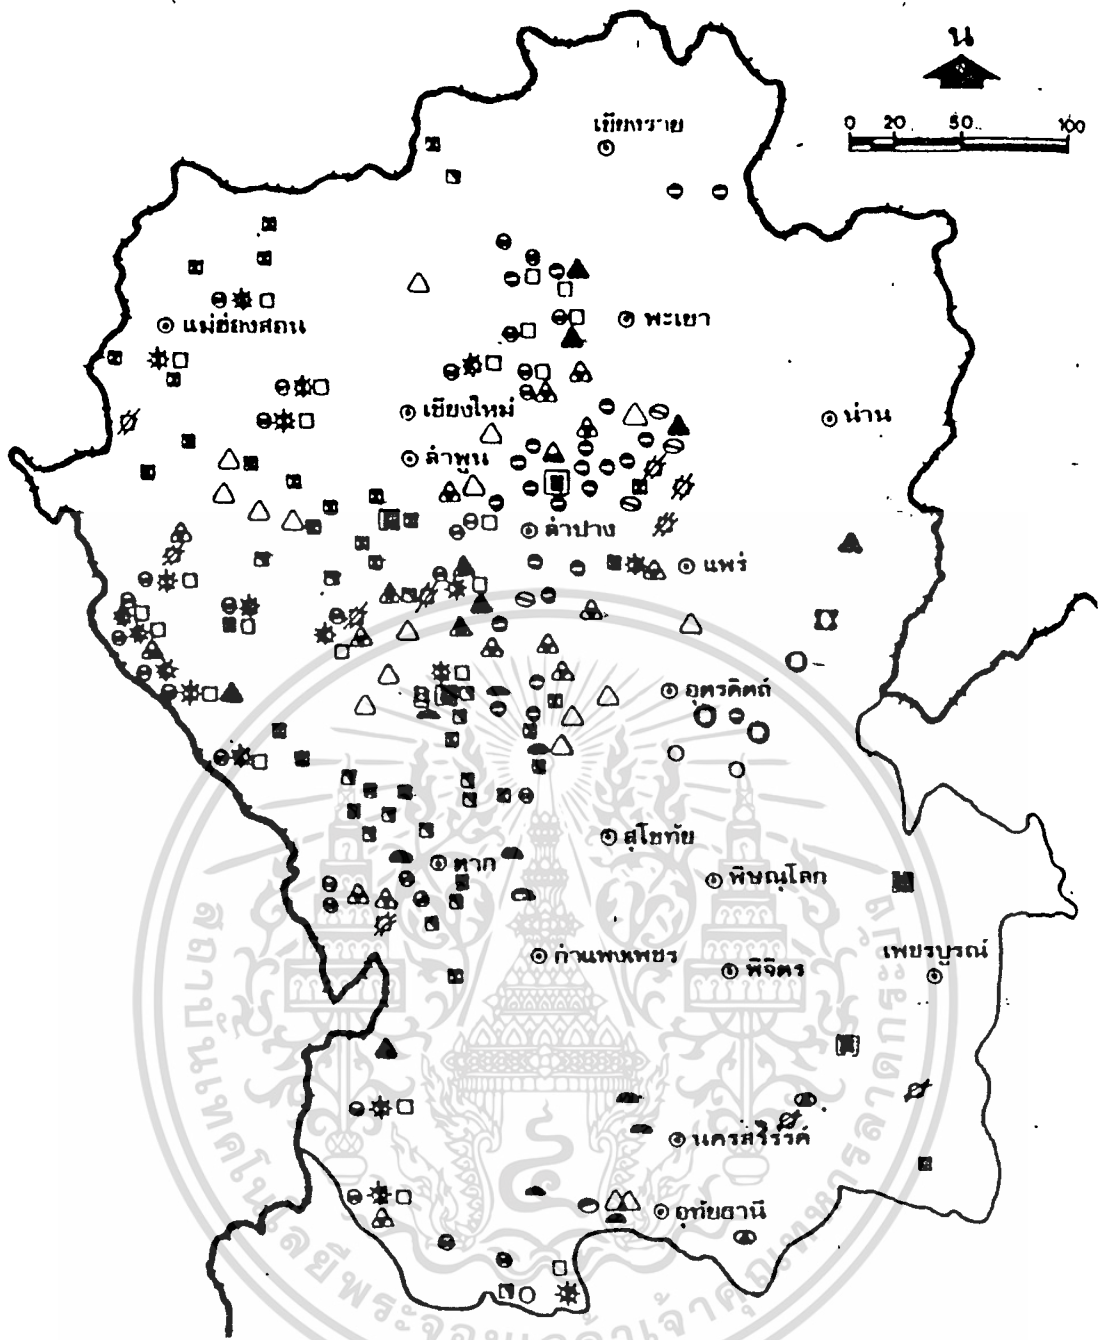 น
0 20 50 100
เชียงราย
แม่ฮ่องสอน
พะเยา
เชียงใหม่
น่าน
ลำพูน
ลำปาง
แพร่
อุตรดิตถ์
สุโขทัย
ตาก
พิษณุโลก
กำแพงเพชร
พิจิตร
เพชรบูรณ์
นครสวรรค์
อุทัยธานี